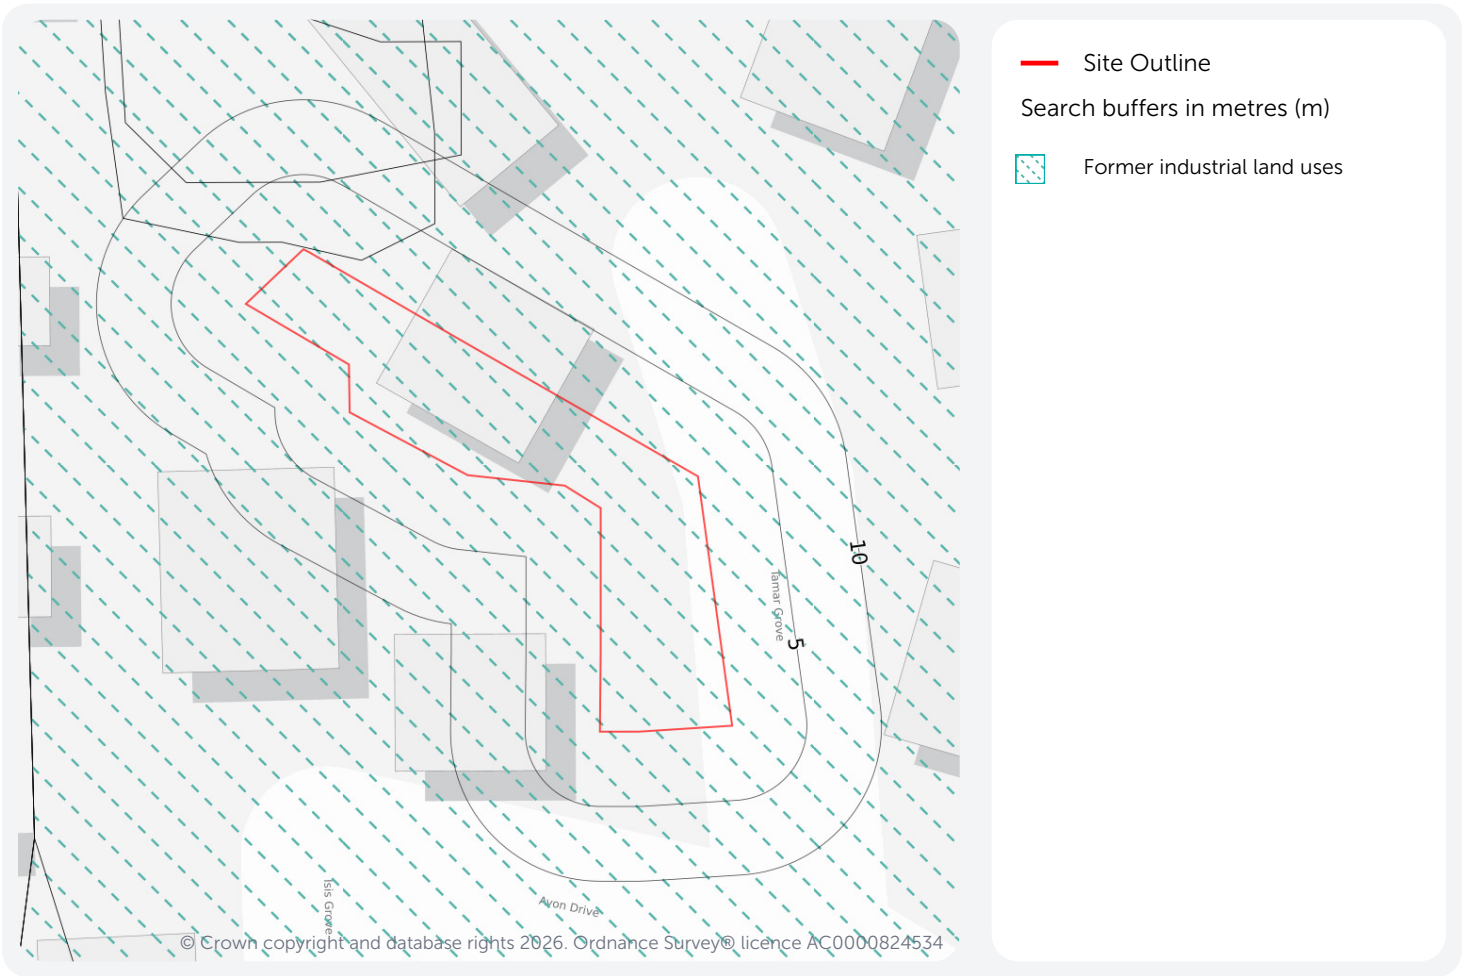 Site Outline
Search buffers in metres (m)
Former industrial land uses
10
Tamar Grove
5
Isis Grove
Avon Drive
© Crown copyright and database rights 2026. Ordnance Survey® licence AC0000824534